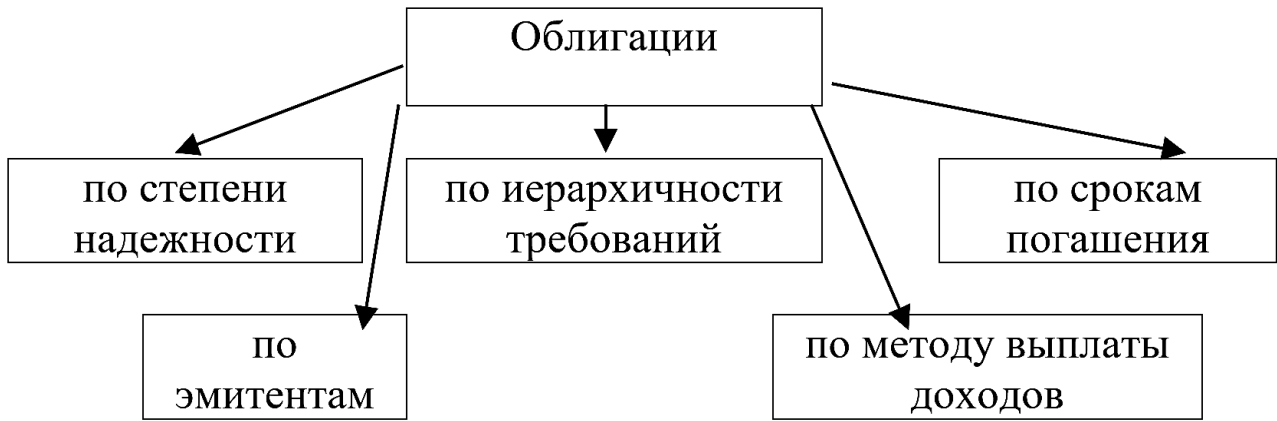 Облигации
по степени
надежности
по иерархичности
требований
по срокам
погашения
по
эмитентам
по методу выплаты
доходов